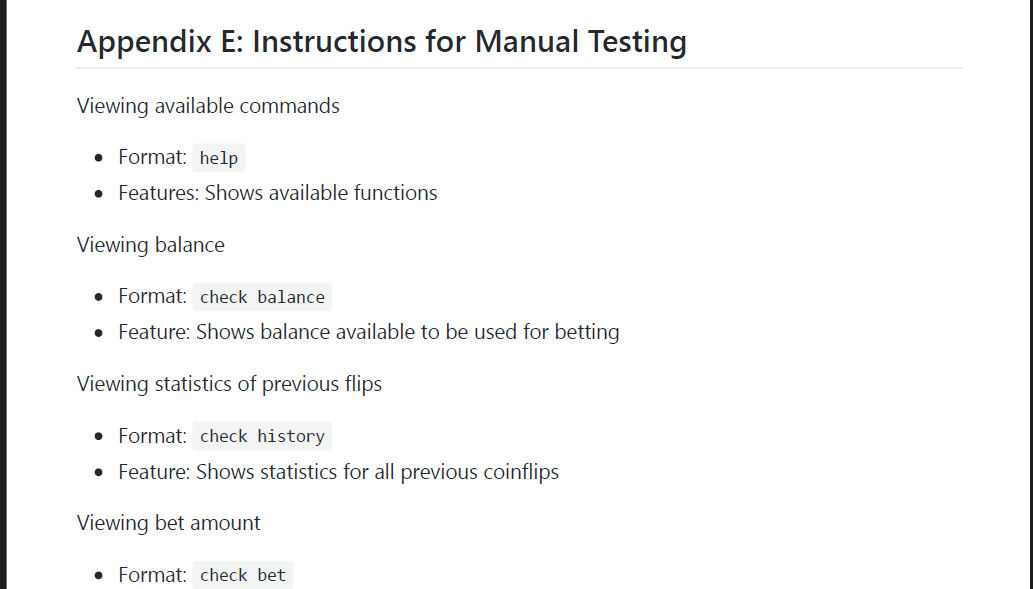 Appendix E: Instructions for Manual Testing
Viewing available commands
Format: help
Features: Shows available functions
Viewing balance
Format: check balance
Feature: Shows balance available to be used for betting
Viewing statistics of previous flips
Format: check history
Feature: Shows statistics for all previous coinflips
Viewing bet amount
Format: check bet